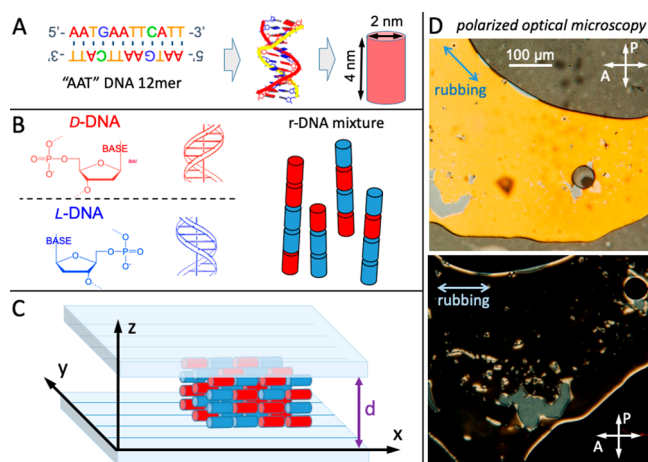 A
5'- AATGAATTCATT -3'
3'- TTACTTAAGTAA -5'
"AAT" DNA 12mer
2 nm
4 nm
B
D-DNA
BASE
L-DNA
BASE
r-DNA mixture
C
z
y
x
d
D
polarized optical microscopy
100 µm
P
A
rubbing
rubbing
P
A